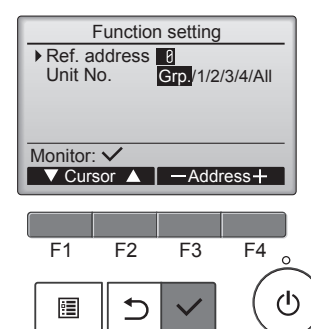 Function setting
Ref. address 0
Unit No. Grp./1/2/3/4/All
Monitor: ✓
▼ Cursor ▲ −Address+
F1 F2 F3 F4